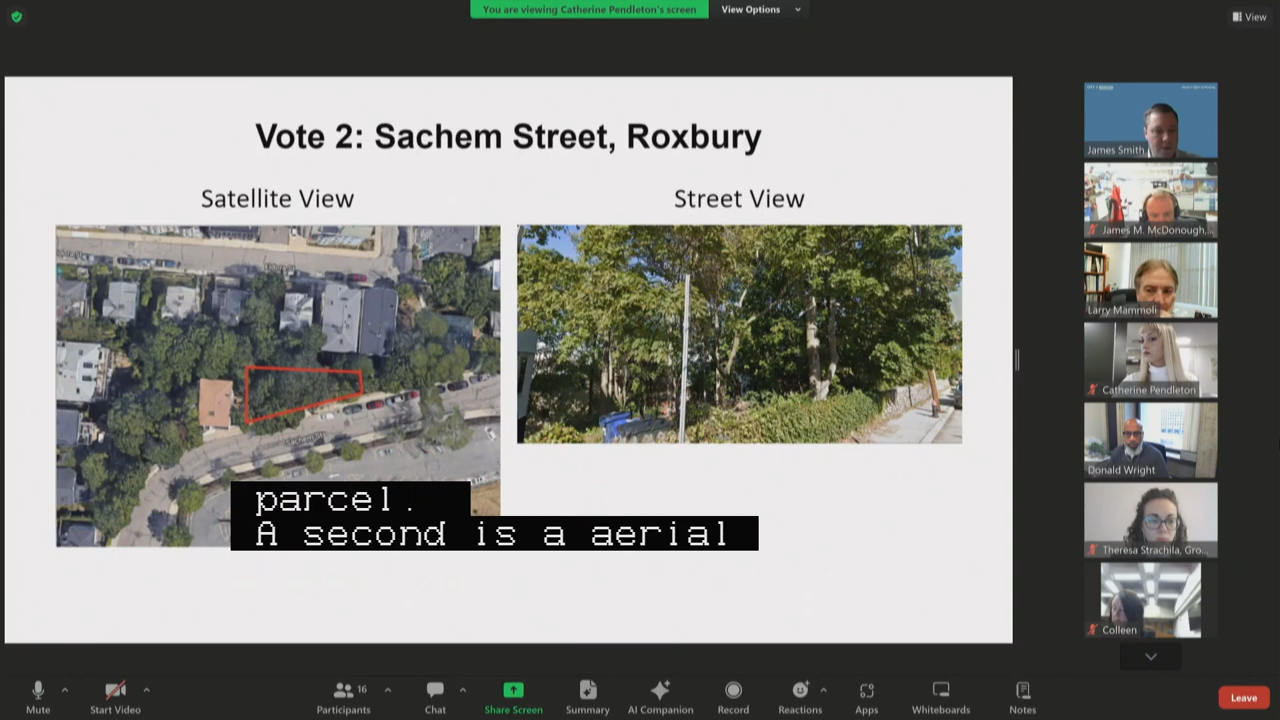 You are viewing Catherine Pendleton's screen
View Options
View
Vote 2: Sachem Street, Roxbury
Satellite View
Street View
Sachem St
parcel.
A second is a aerial
James Smith
James M. McDonough,...
Larry Mammoli
Catherine Pendleton
Donald Wright
Theresa Strachila, Gro...
Colleen
Mute
Start Video
Participants
16
Chat
Share Screen
Summary
AI Companion
Record
Reactions
Apps
Whiteboards
Notes
Leave